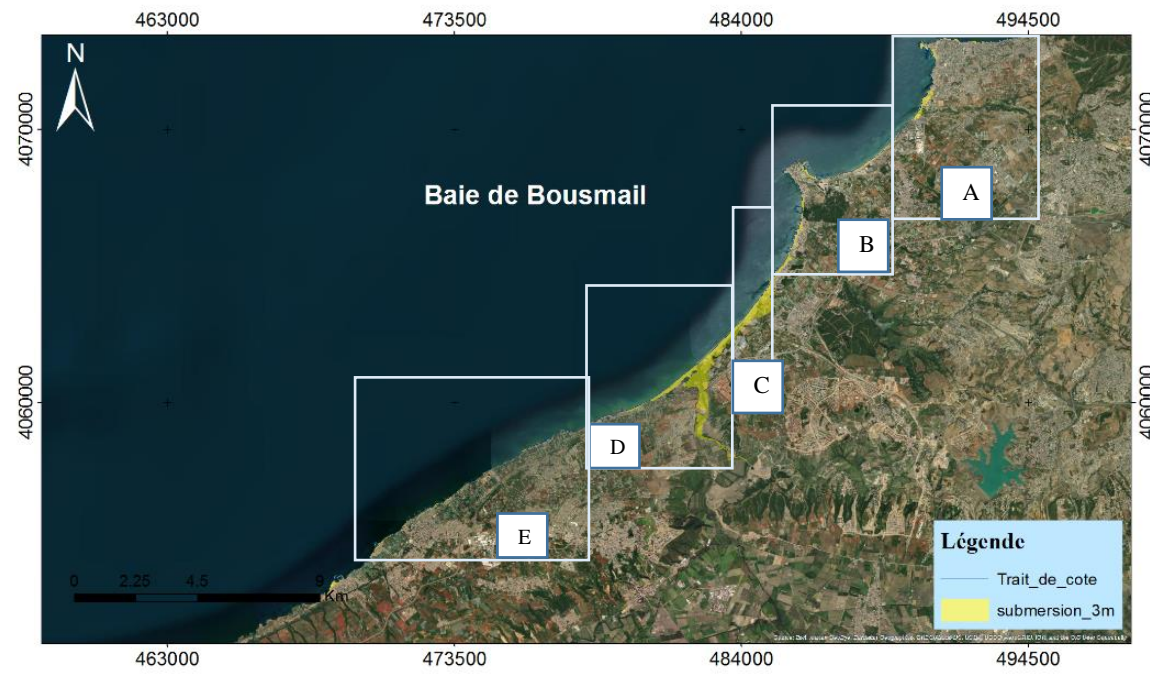 463000 473500 484000 494500
N
4070000 4070000
Baie de Bousmail
A
B
C
4060000 4060000
D
E
Légende
Trait_de_cote
submersion_3m
0 2.25 4.5 9
Km
463000 473500 484000 494500